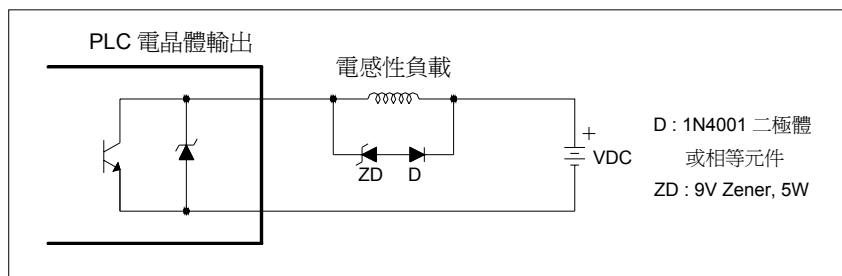 PLC 電晶體輸出
電感性負載
ZD
D
+
VDC
D : 1N4001 二極體
或相等元件
ZD : 9V Zener, 5W